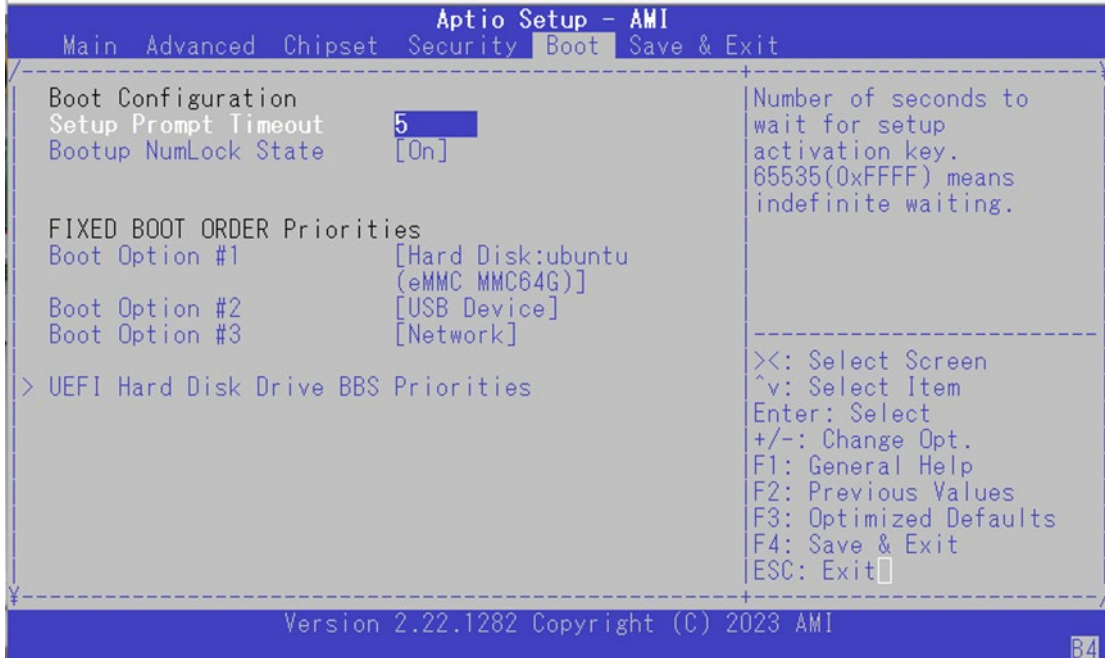 Aptio Setup – AMI
Main Advanced Chipset Security Boot Save & Exit
Boot Configuration
Setup Prompt Timeout 5
Bootup NumLock State [On]
FIXED BOOT ORDER Priorities
Boot Option #1 [Hard Disk:ubuntu
(eMMC MMC64G)]
Boot Option #2 [USB Device]
Boot Option #3 [Network]
> UEFI Hard Disk Drive BBS Priorities
Number of seconds to
wait for setup
activation key.
65535(0xFFFF) means
indefinite waiting.
><: Select Screen
^v: Select Item
Enter: Select
+/-: Change Opt.
F1: General Help
F2: Previous Values
F3: Optimized Defaults
F4: Save & Exit
ESC: Exit
Version 2.22.1282 Copyright (C) 2023 AMI
B4